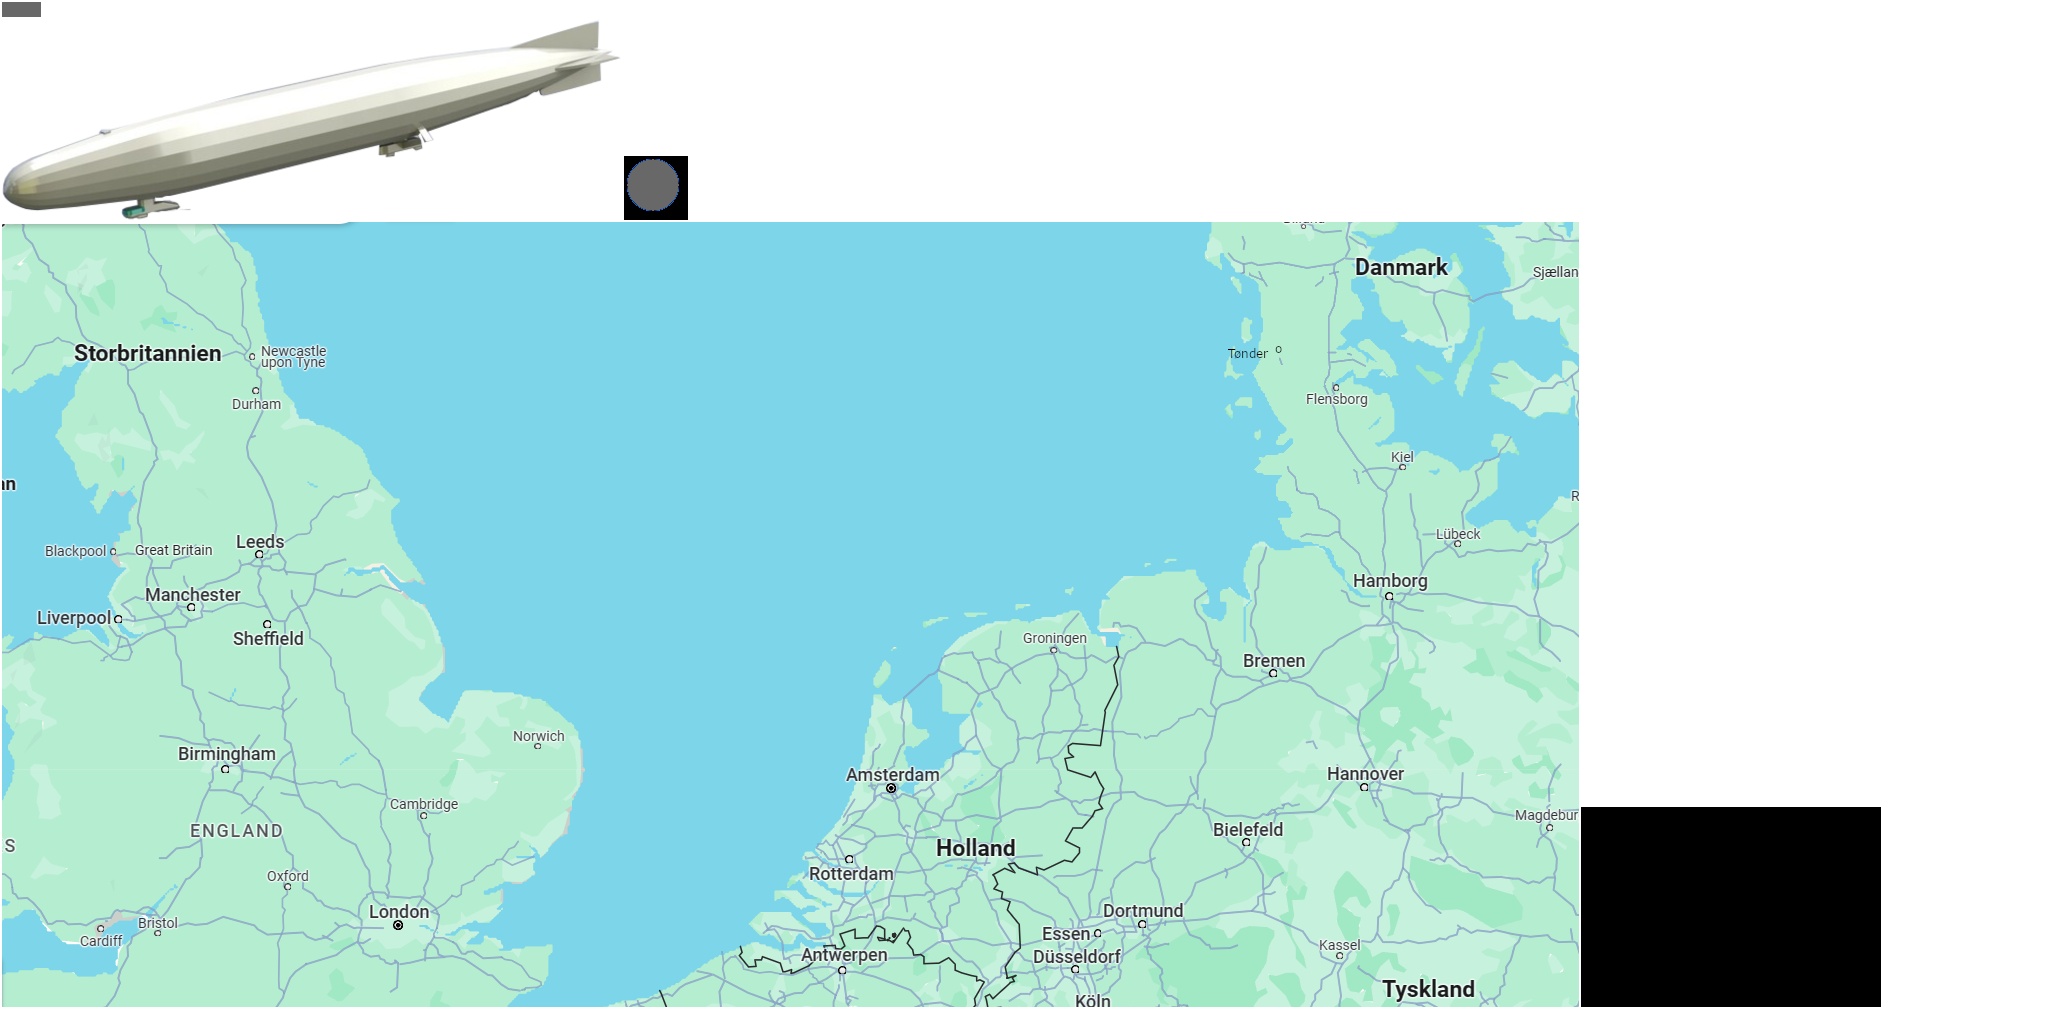 Danmark
Sjællan
Storbritannien
Newcastle
upon Tyne
Tønder
Durham
Flensborg
Kiel
an
R
Lübeck
Leeds
Blackpool
Great Britain
Hamborg
Manchester
Liverpool
Sheffield
Groningen
Bremen
Norwich
Birmingham
Amsterdam
Hannover
Cambridge
Magdebur
ENGLAND
Bielefeld
S
Holland
Rotterdam
Oxford
London
Dortmund
Bristol
Essen
Cardiff
Kassel
Antwerpen
Düsseldorf
Tyskland
Köln